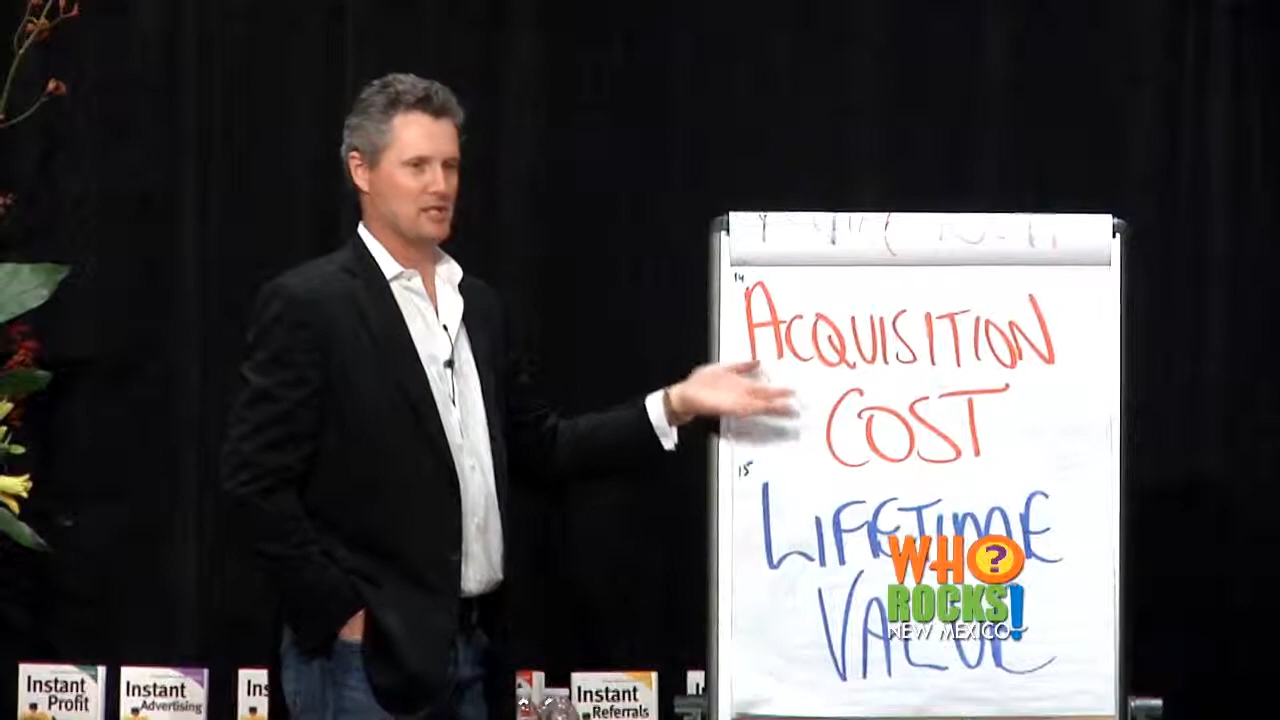 14
ACQUISITION
COST
15
LIFETIME
VALUE
WHO?
ROCKS!
NEW MEXICO
Instant
Profit
Instant
Advertising
Ins
Instant
Referrals